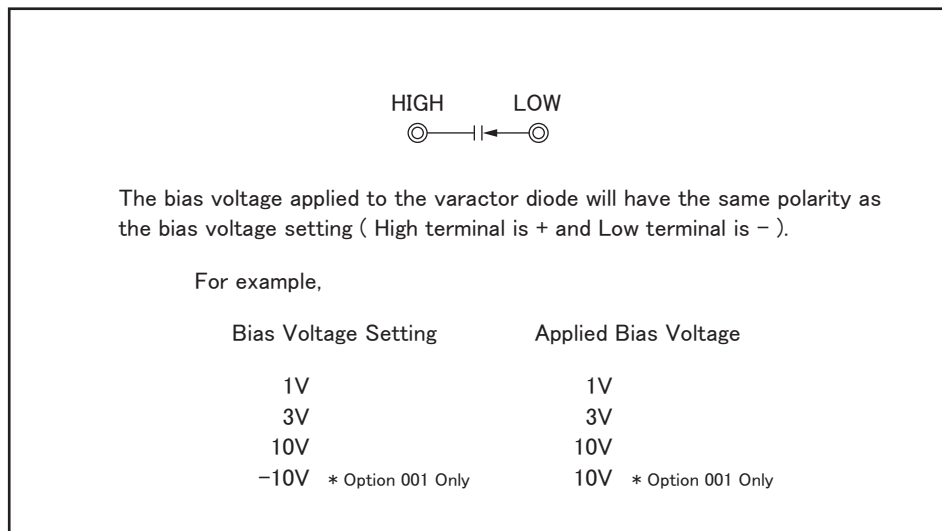 HIGH LOW
The bias voltage applied to the varactor diode will have the same polarity as
the bias voltage setting ( High terminal is + and Low terminal is − ).
For example,
Bias Voltage Setting Applied Bias Voltage
1V 1V
3V 3V
10V 10V
−10V * Option 001 Only 10V * Option 001 Only